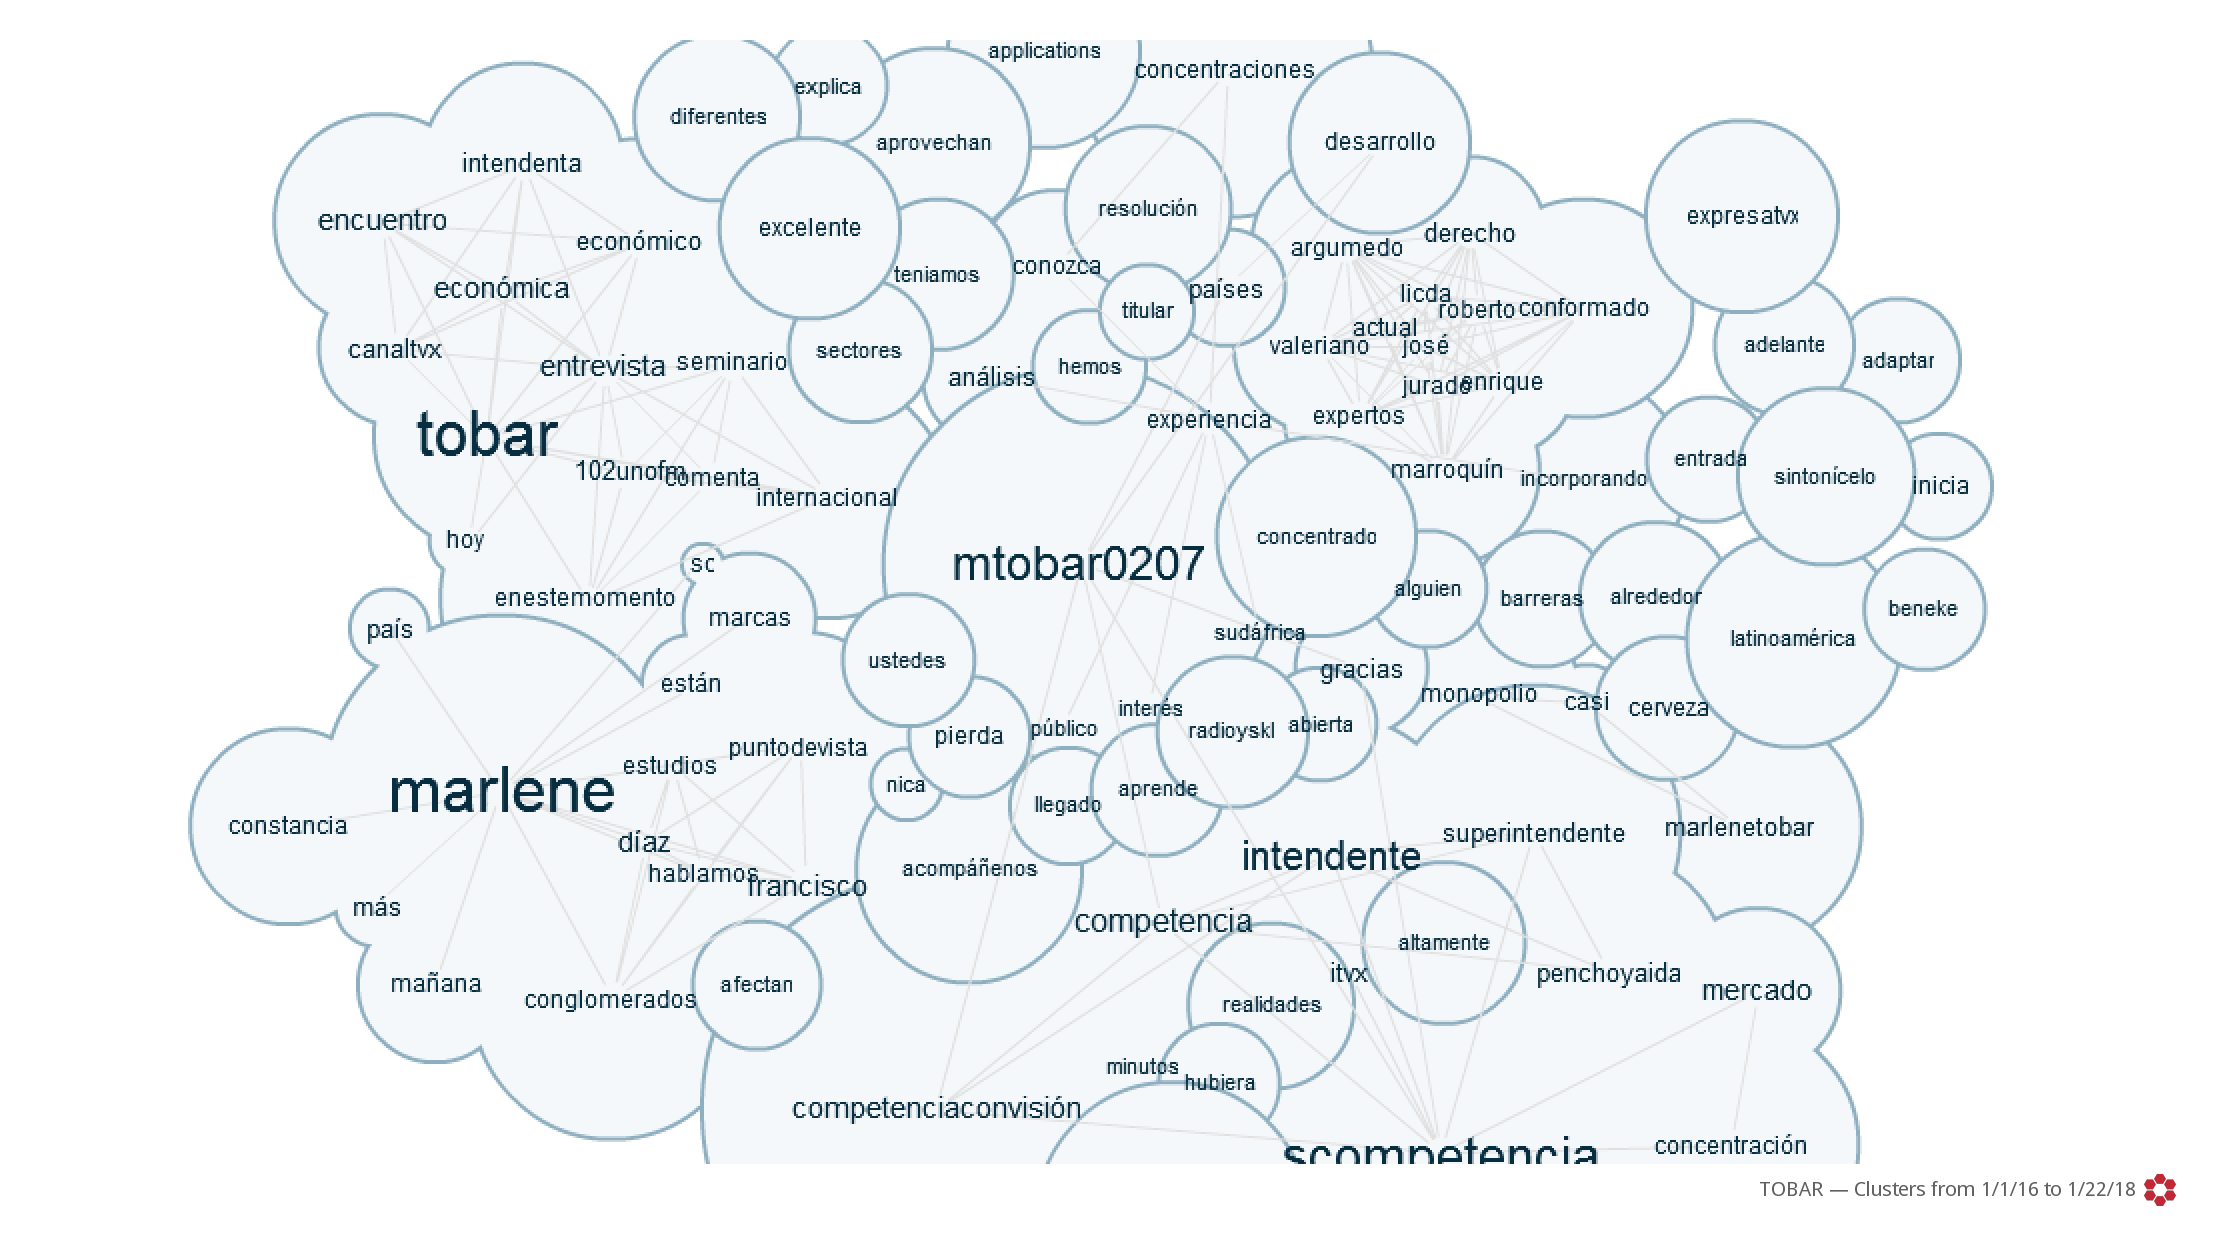 applications
concentraciones
explica
diferentes
aprovechan
desarrollo
intendenta
resolución
expresatvx
encuentro
excelente
derecho
económico
argumedo
conozca
teniamos
económica
países
licda
roberto
conformado
titular
actual
canaltvx
sectores
valeriano
josé
adelante
adaptar
entrevista
seminario
hemos
análisis
jurado
enrique
expertos
experiencia
tobar
102unofm
comenta
marroquín
incorporando
entrada
sintonícelo
inicia
internacional
concentrado
hoy
mtobar0207
enestemomento
alguien
barreras
alrededor
beneke
país
marcas
sudáfrica
latinoamérica
ustedes
gracias
están
monopolio
casi
cerveza
interés
público
radioyskl
abierta
pierda
puntodevista
estudios
marlene
nica
aprende
llegado
constancia
díaz
superintendente
marlenetobar
intendente
hablamos
francisco
acompáñenos
más
competencia
altamente
itvx
penchoyaida
mañana
conglomerados
afectan
realidades
mercado
minutos
hubiera
competenciaconvisión
scompetencia
concentración
TOBAR — Clusters from 1/1/16 to 1/22/18